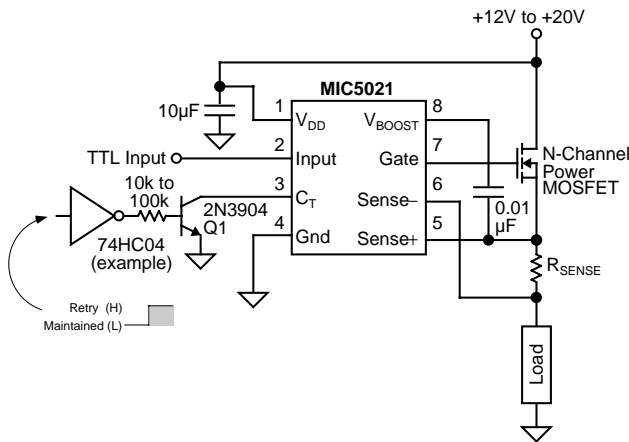 +12V to +20V
MIC5021
10µF
1
8
V_DD
V_BOOST
2
7
TTL Input
Input
Gate
N-Channel
Power
MOSFET
10k to
100k
3
6
2N3904
Q1
C_T
Sense−
0.01
µF
4
5
Gnd
Sense+
74HC04
(example)
R_SENSE
Retry (H)
Maintained (L)
Load